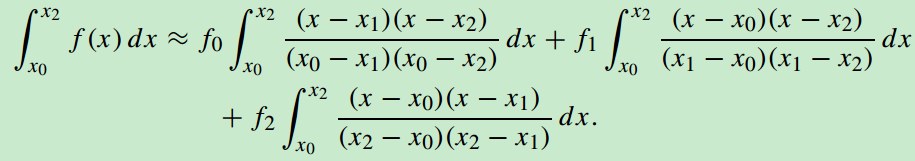 ∫_{x₀}^{x₂} f(x) dx ≈ f₀ ∫_{x₀}^{x₂} (x − x₁)(x − x₂) / (x₀ − x₁)(x₀ − x₂) dx + f₁ ∫_{x₀}^{x₂} (x − x₀)(x − x₂) / (x₁ − x₀)(x₁ − x₂) dx
+ f₂ ∫_{x₀}^{x₂} (x − x₀)(x − x₁) / (x₂ − x₀)(x₂ − x₁) dx.